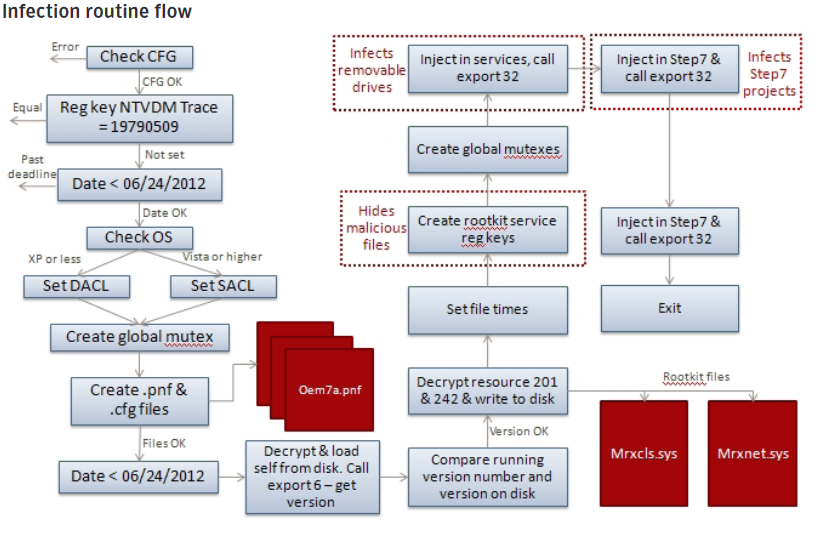 Infection routine flow
Error
Check CFG
CFG OK
Equal
Reg key NTVDM Trace
= 19790509
Not set
Past
deadline
Date < 06/24/2012
Date OK
Check OS
XP or less
Vista or higher
Set DACL
Set SACL
Create global mutex
Create .pnf &
.cfg files
Oem7a.pnf
Files OK
Date < 06/24/2012
Decrypt & load
self from disk. Call
export 6 – get
version
Compare running
version number and
version on disk
Version OK
Decrypt resource 201
& 242 & write to disk
Rootkit files
Mrxcls.sys
Mrxnet.sys
Set file times
Hides
malicious
files
Create rootkit service
reg keys
Create global mutexes
Infects
removable
drives
Inject in services, call
export 32
Inject in Step7 &
call export 32
Infects
Step7
projects
Inject in Step7 &
call export 32
Exit